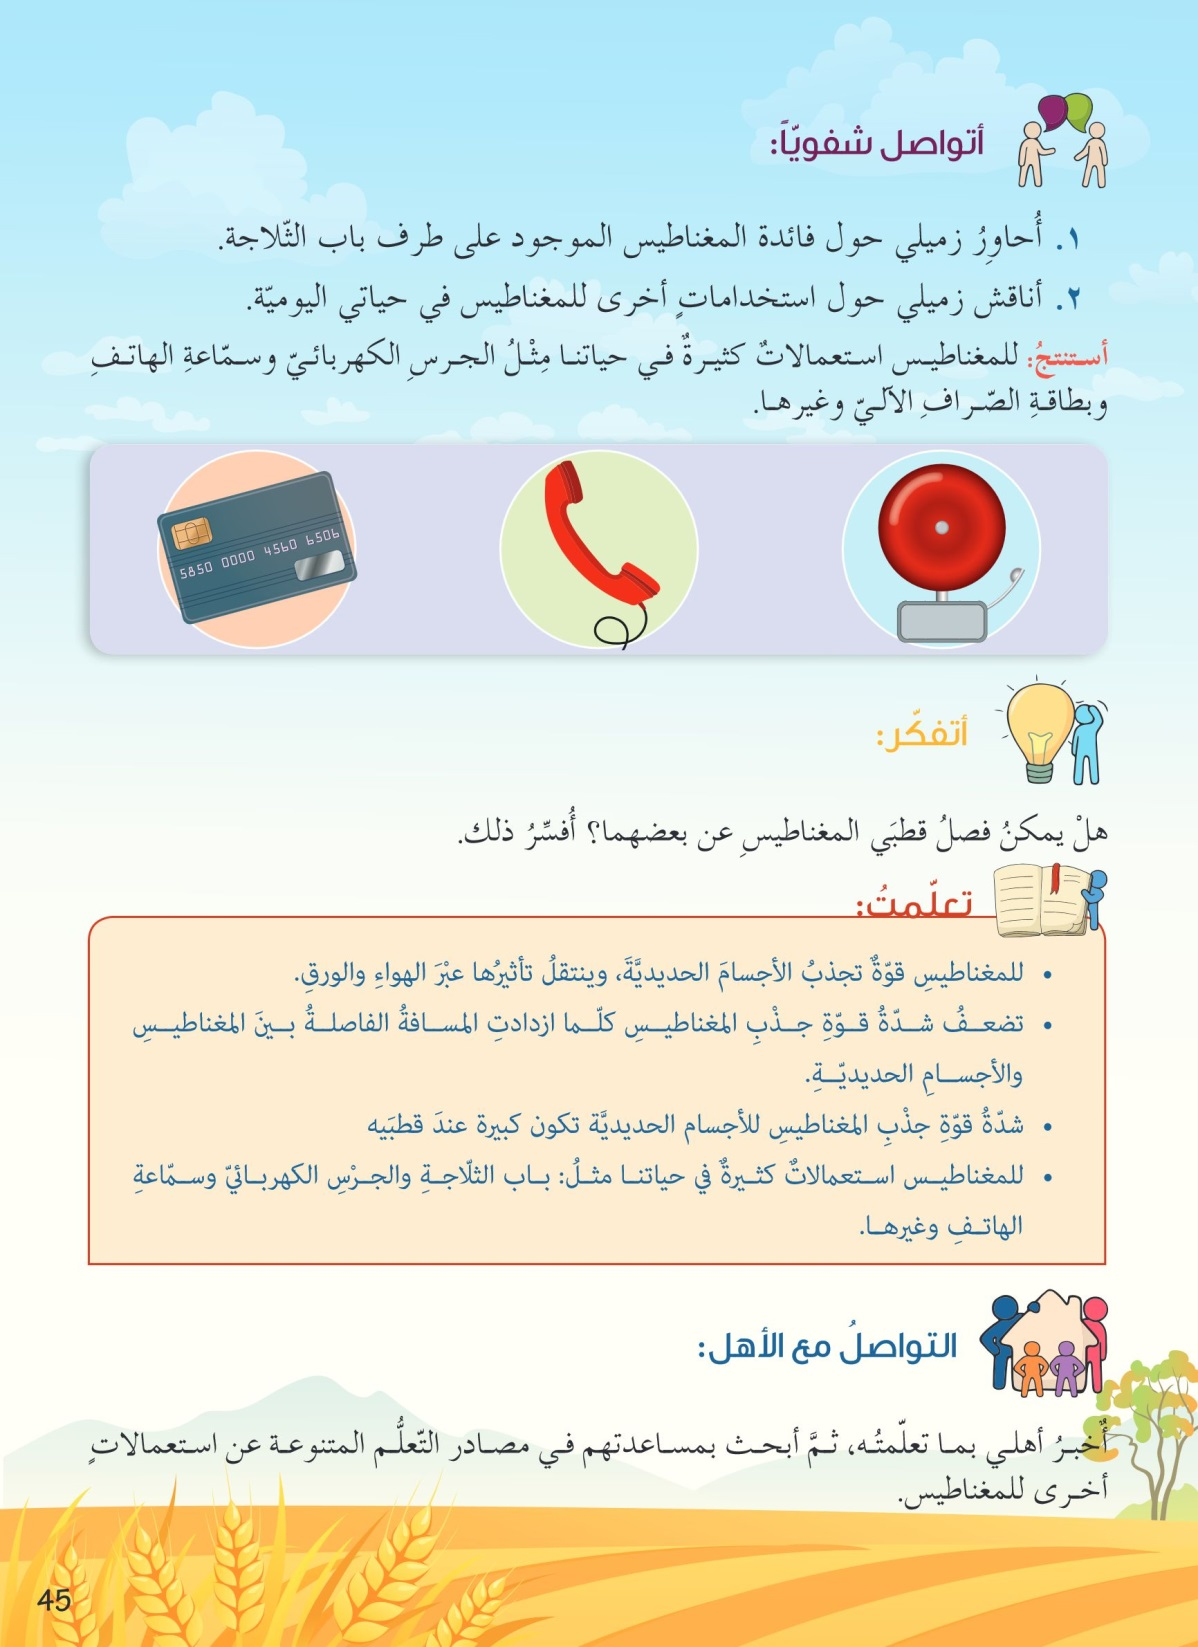 أتواصل شفويّاً:
١. أُحاوِرُ زميلي حول فائدة المغناطيس الموجود على طرف باب الثّلاجة.
٢. أناقش زميلي حول استخداماتٍ أخرى للمغناطيس في حياتي اليوميّة.
أستنتجُ: للمغناطيس استعمالاتٌ كثيرةٌ في حياتنا مِثْلُ الجرسِ الكهربائيّ وسمّاعةِ الهاتفِ
وبطاقةِ الصّرافِ الآليّ وغيرها.
5850 0000 4560 6506
أتفكّر:
هلْ يمكنُ فصلُ قطبَي المغناطيسِ عن بعضهما؟ أُفسِّرُ ذلك.
تعلّمتُ:
• للمغناطيسِ قوّةٌ تجذبُ الأجسامَ الحديديَّةَ، وينتقلُ تأثيرُها عبْرَ الهواءِ والورقِ.
• تضعفُ شدّةُ قوّةِ جذْبِ المغناطيسِ كلّما ازدادتِ المسافةُ الفاصلةُ بينَ المغناطيسِ
والأجسامِ الحديديّةِ.
• شدّةُ قوّةِ جذْبِ المغناطيسِ للأجسام الحديديَّة تكون كبيرة عندَ قطبَيه
• للمغناطيس استعمالاتٌ كثيرةٌ في حياتنا مثلُ: باب الثلّاجةِ والجرْسِ الكهربائيّ وسمّاعةِ
الهاتفِ وغيرها.
التواصلُ مع الأهل:
أُخبرُ أهلي بما تعلّمتُه، ثمَّ أبحث بمساعدتهم في مصادر التّعلُّم المتنوعة عن استعمالاتٍ
أخرى للمغناطيس.
45